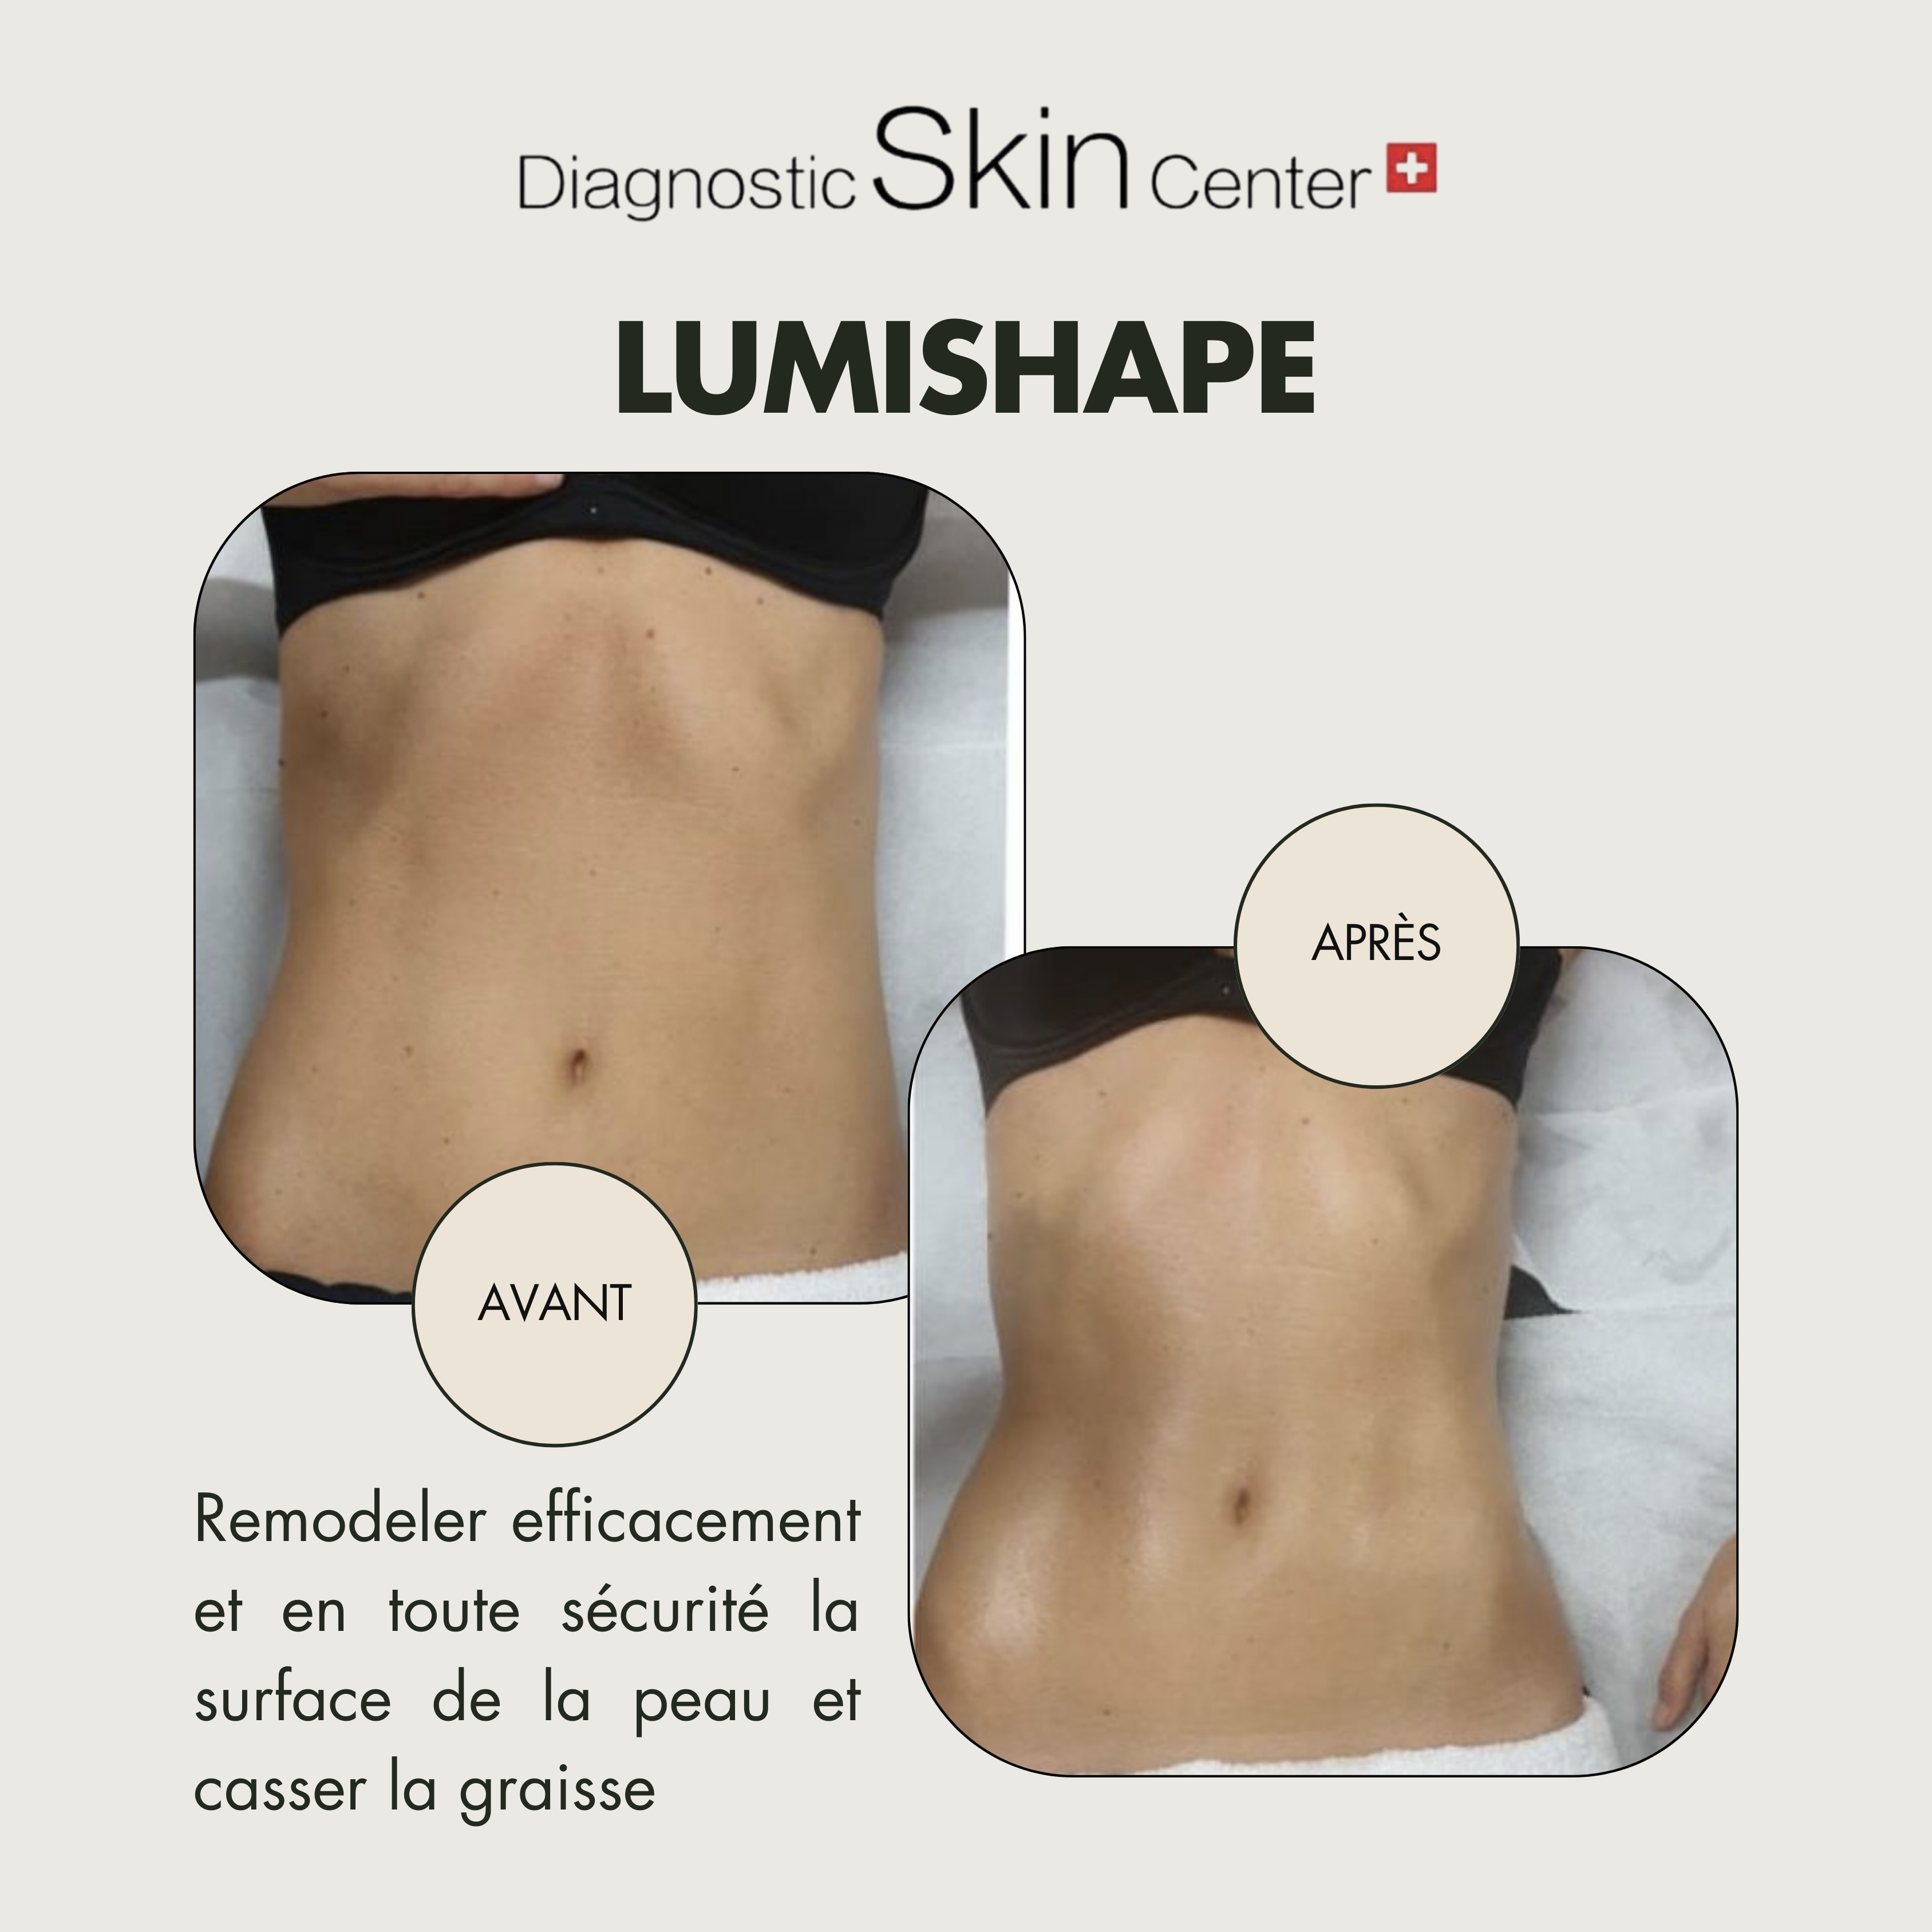 Diagnostic Skin Center
LUMISHAPE
APRÈS
AVANT
Remodeler efficacement
et en toute sécurité la
surface de la peau et
casser la graisse